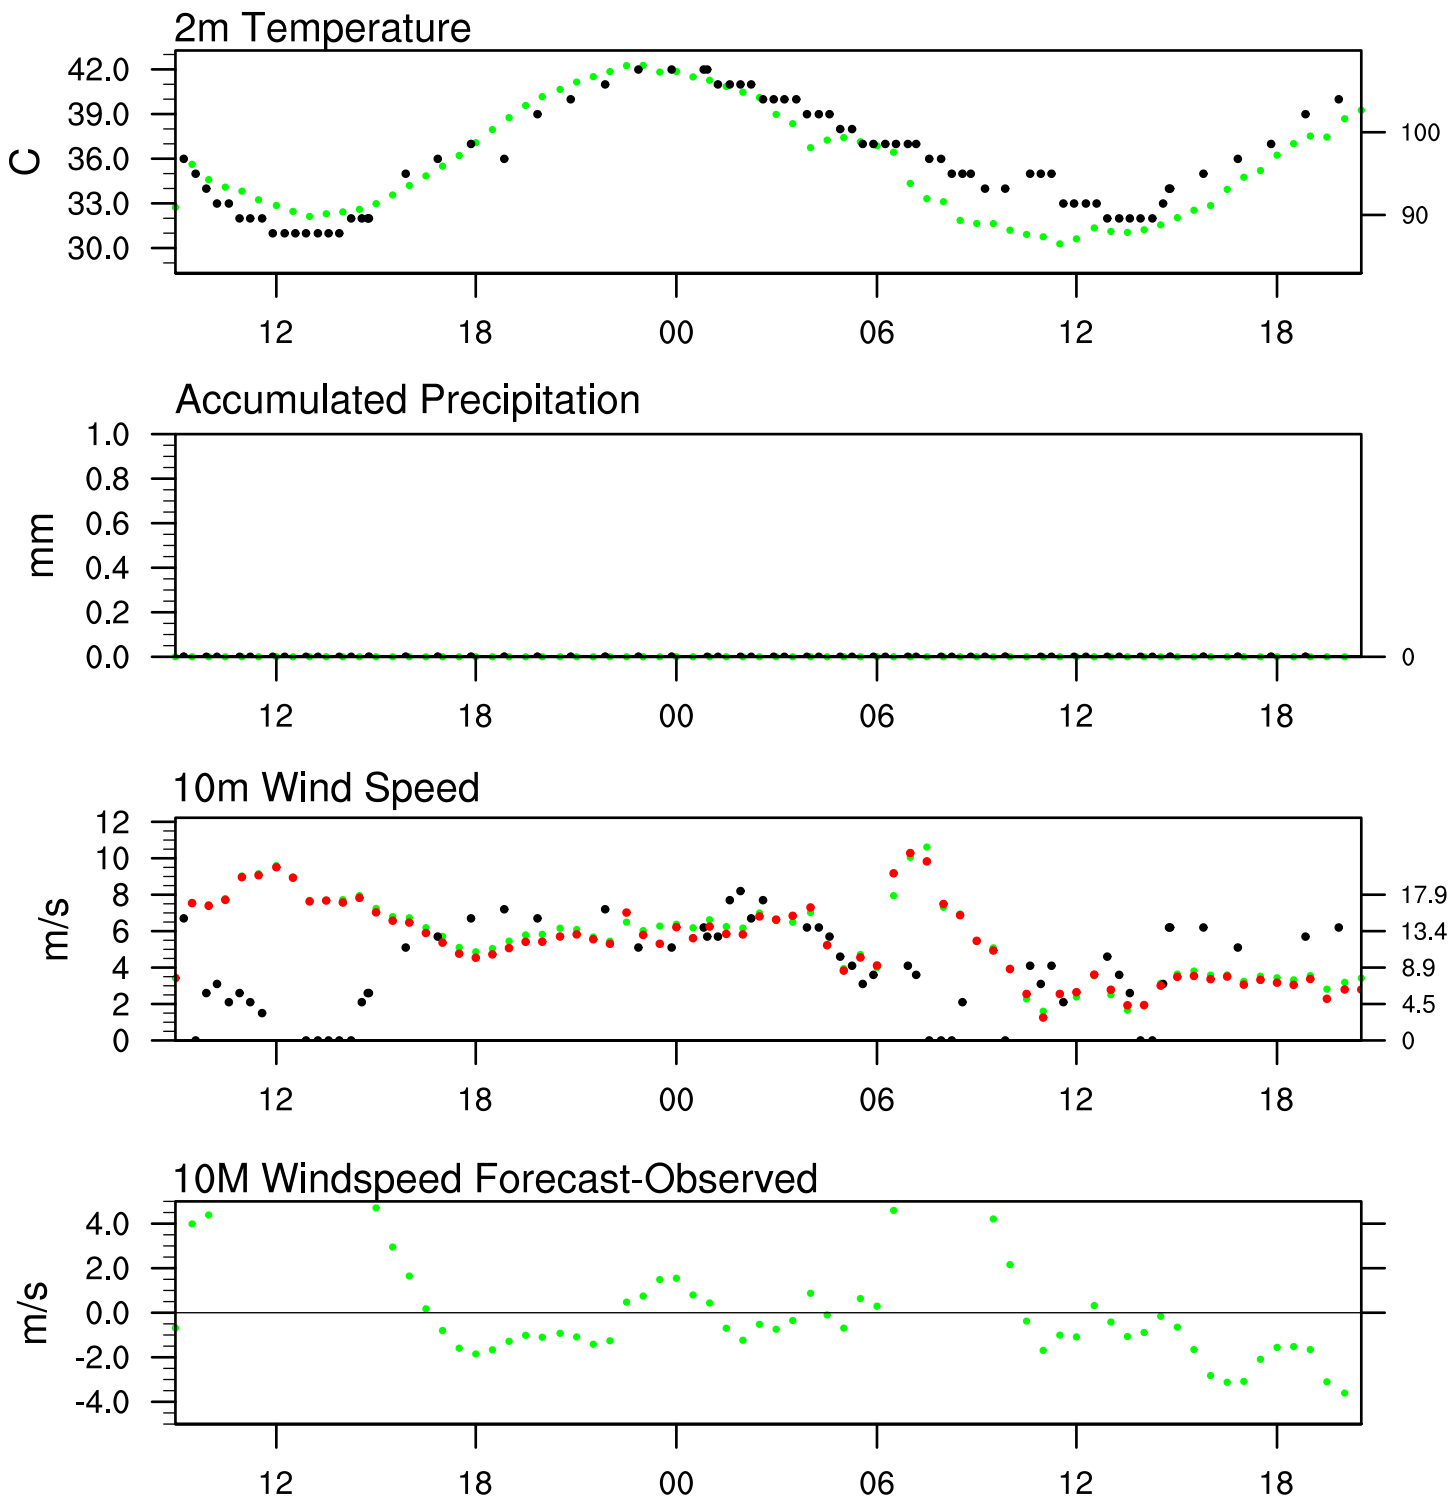 2m Temperature
42.0
39.0
36.0
33.0
30.0
C
100
90
12 18 00 06 12 18
Accumulated Precipitation
1.0
0.8
0.6
0.4
0.2
0.0
mm
0
12 18 00 06 12 18
10m Wind Speed
12
10
8
6
4
2
0
m/s
17.9
13.4
8.9
4.5
0
12 18 00 06 12 18
10M Windspeed Forecast-Observed
4.0
2.0
0.0
-2.0
-4.0
m/s
12 18 00 06 12 18